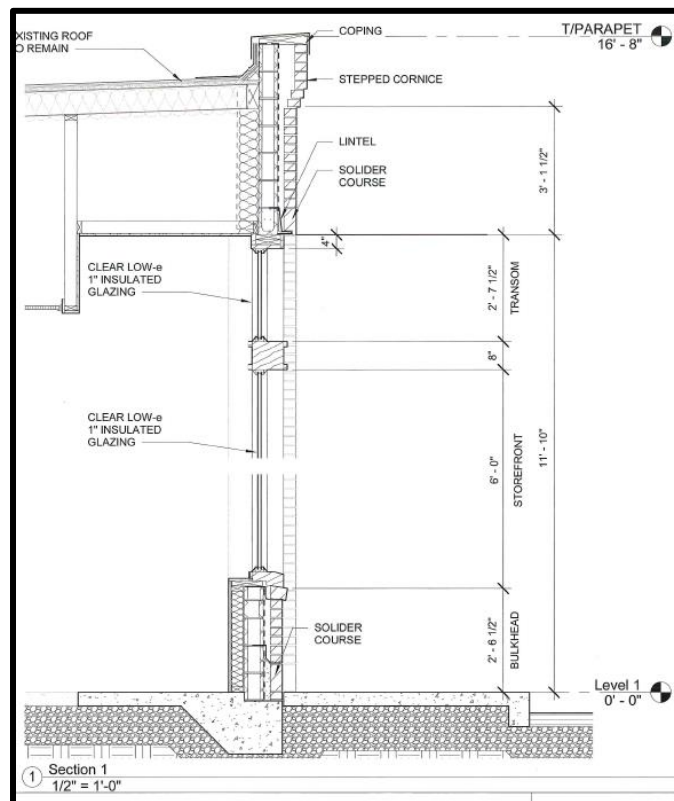 COPING
T/PARAPET
16' - 8"
XISTING ROOF
O REMAIN
STEPPED CORNICE
LINTEL
SOLIDER
COURSE
3' - 1 1/2"
4"
CLEAR LOW-e
1" INSULATED
GLAZING
2' - 7 1/2"
TRANSOM
8"
CLEAR LOW-e
1" INSULATED
GLAZING
6' - 0"
STOREFRONT
11' - 10"
SOLIDER
COURSE
2' - 6 1/2"
BULKHEAD
Level 1
0' - 0"
1
Section 1
1/2" = 1'-0"